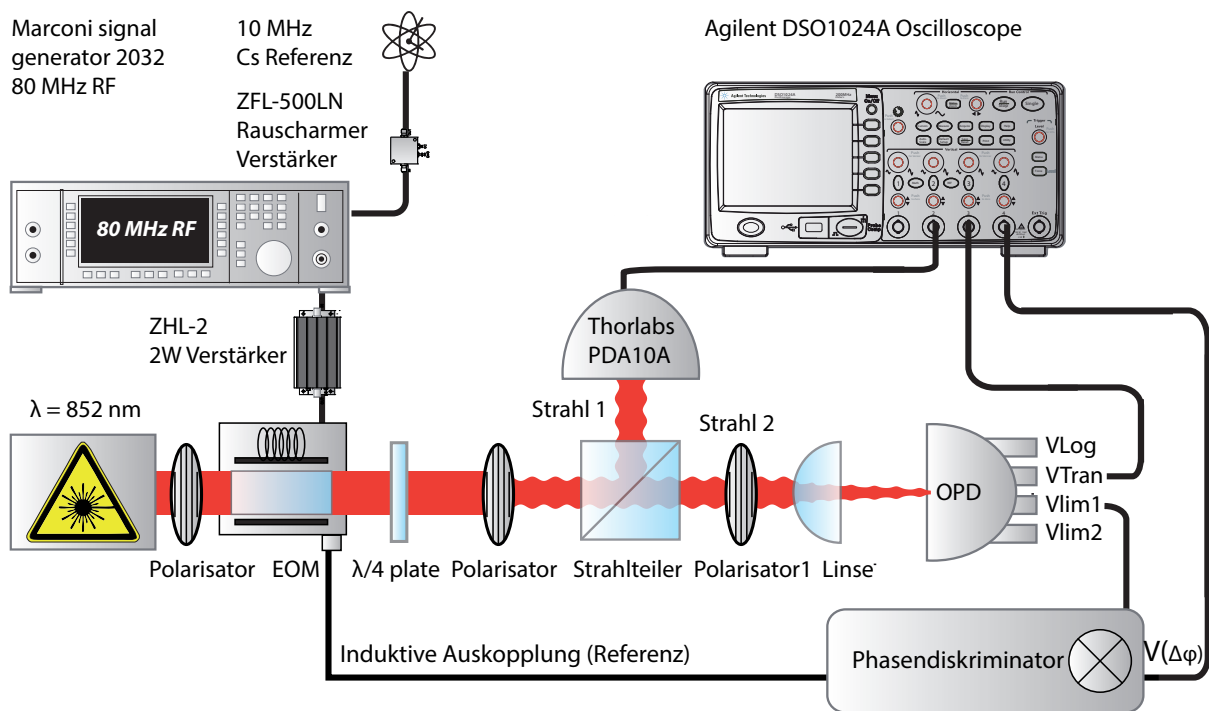 Marconi signal
generator 2032
80 MHz RF
10 MHz
Cs Referenz
ZFL-500LN
Rauscharmer
Verstärker
Agilent DSO1024A Oscilloscope
Agilent Technologies
80 MHz RF
ZHL-2
2W Verstärker
Thorlabs
PDA10A
λ = 852 nm
Strahl 1
Strahl 2
VLog
VTran
Vlim1
Vlim2
OPD
Polarisator
EOM
λ/4 plate
Polarisator
Strahlteiler
Polarisator1
Linse
Induktive Auskopplung (Referenz)
Phasendiskriminator
V(Δφ)